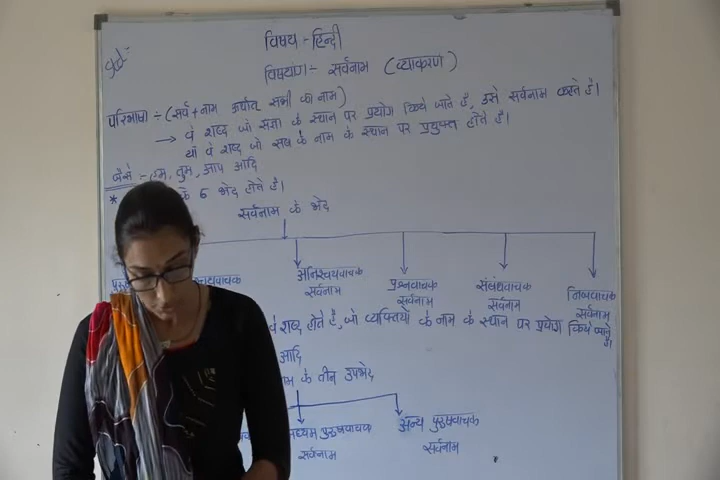 विषय :- हिन्दी
विषयांग :- सर्वनाम (व्याकरण)
परिभाषा :- (सर्व + नाम अर्थात् सभी का नाम)
→ वे शब्द जो संज्ञा के स्थान पर प्रयोग किये जाते है, उसे सर्वनाम कहते है।
या वे शब्द जो सब के नाम के स्थान पर प्रयुक्त होते है।
जैसे :- हम, तुम, आप आदि
* के 6 भेद होते है।
सर्वनाम के भेद
अनिश्चयवाचक सर्वनाम
प्रश्नवाचक सर्वनाम
संबंधवाचक सर्वनाम
निजवाचक सर्वनाम
वे शब्द होते है, जो व्यक्तियों के नाम के स्थान पर प्रयोग किये जाते है।
आदि
के तीन उपभेद
मध्यम पुरुषवाचक सर्वनाम
अन्य पुरुषवाचक सर्वनाम